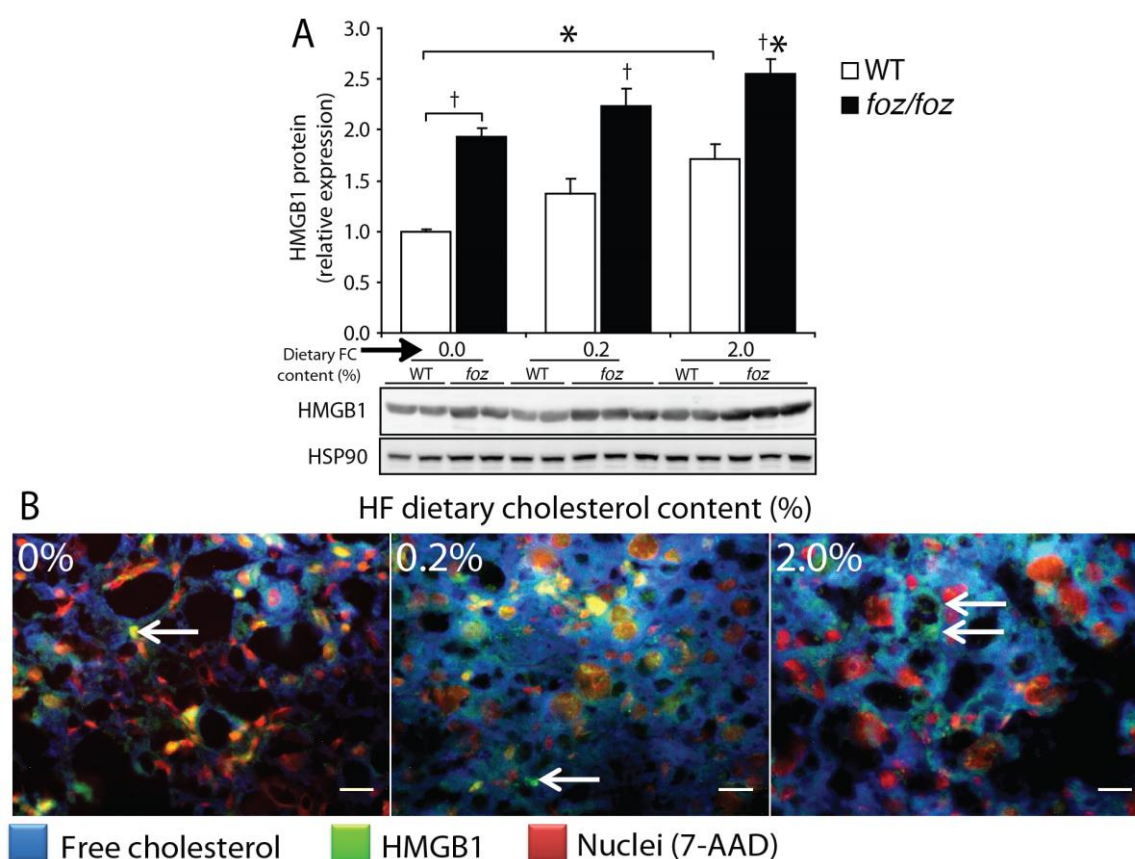 A
HMGB1 protein
(relative expression)
3.0
2.5
2.0
1.5
1.0
0.5
0.0
*
†
†
†*
WT
foz/foz
Dietary FC
content (%)
0.0 0.2 2.0
WT foz WT foz WT foz
HMGB1
HSP90
B
HF dietary cholesterol content (%)
0% 0.2% 2.0%
Free cholesterol HMGB1 Nuclei (7-AAD)